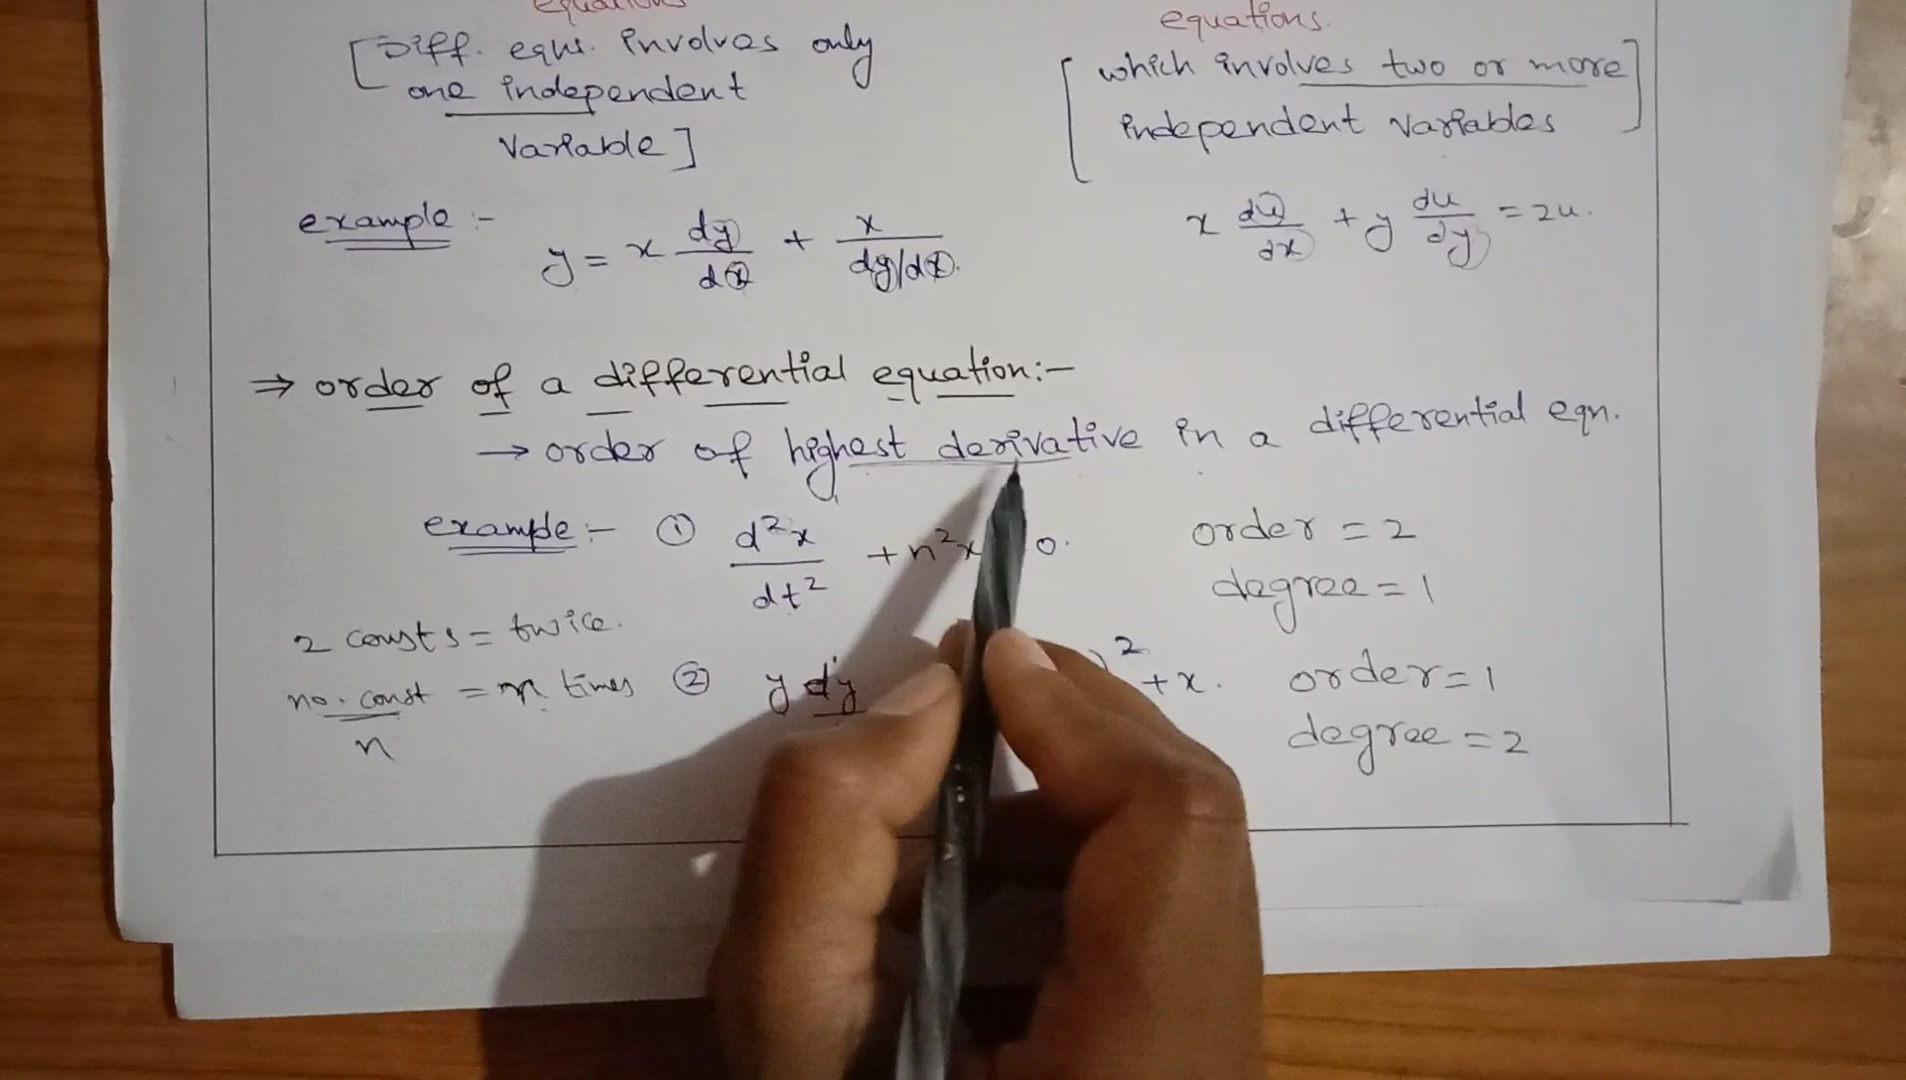 equations
[Diff. eqns. involves only
one independent
variable]
example :-
y = x dy/dx + x/(dy/dx).
equations.
[which involves two or more
independent variables]
x du/dx + y du/dy = 2u.
⇒ order of a differential equation:-
→ order of highest derivative in a differential eqn.
example:- ① d²x/dt² + n²x 0.
order = 2
degree = 1
2 consts = twice.
no. const = n times
n
② y dy
)² + x.
order = 1
degree = 2